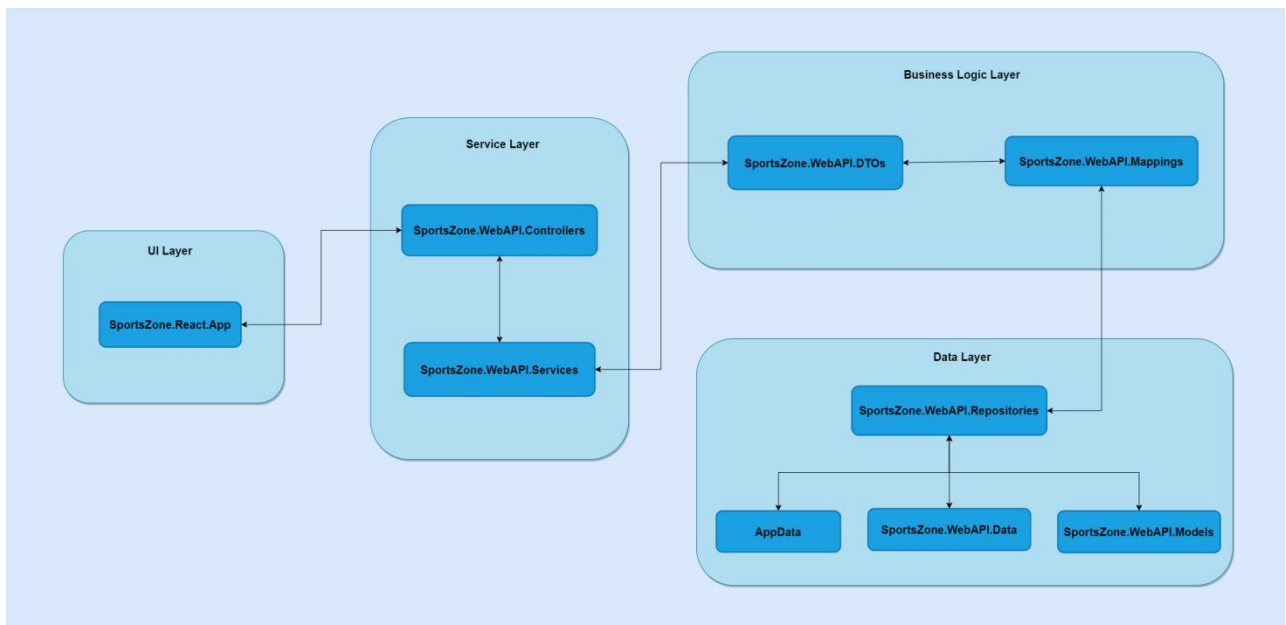 Business Logic Layer
SportsZone.WebAPI.DTOs
SportsZone.WebAPI.Mappings
Service Layer
SportsZone.WebAPI.Controllers
SportsZone.WebAPI.Services
UI Layer
SportsZone.React.App
Data Layer
SportsZone.WebAPI.Repositories
AppData
SportsZone.WebAPI.Data
SportsZone.WebAPI.Models